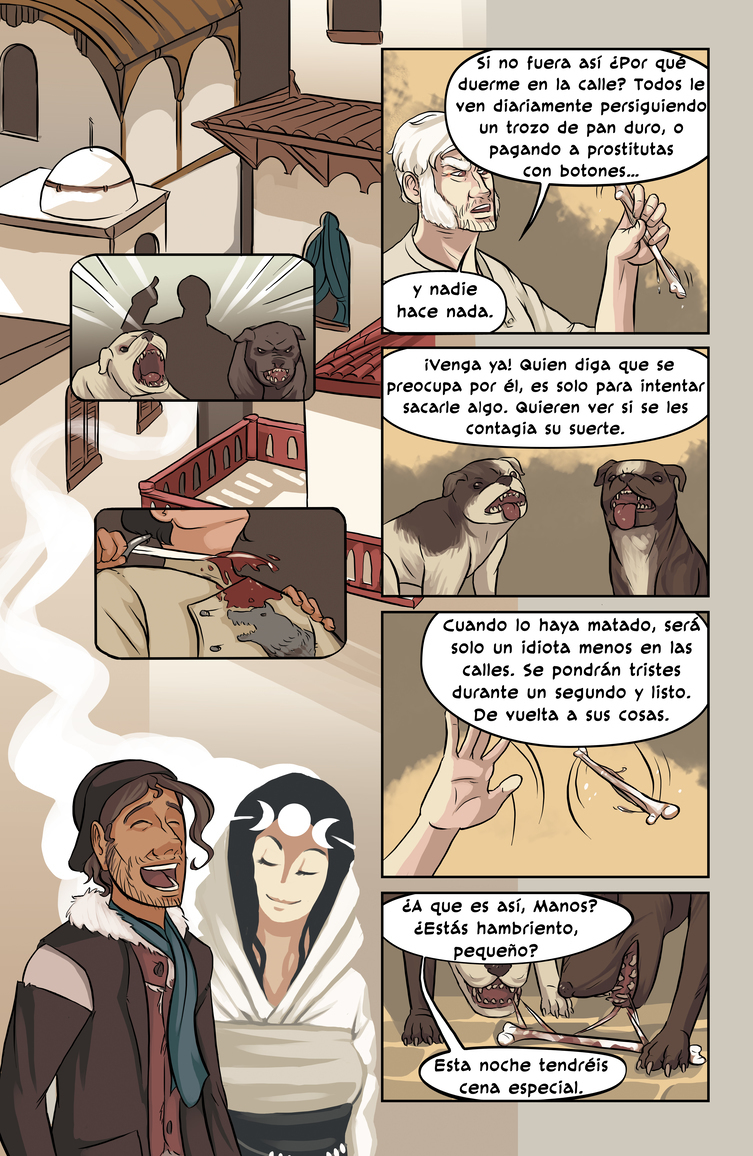 Si no fuera así ¿Por qué
duerme en la calle? Todos le
ven diariamente persiguiendo
un trozo de pan duro, o
pagando a prostitutas
con botones...
y nadie
hace nada.
¡Venga ya! Quien diga que se
preocupa por él, es solo para intentar
sacarle algo. Quieren ver si se les
contagia su suerte.
Cuando lo haya matado, será
solo un idiota menos en las
calles. Se pondrán tristes
durante un segundo y listo.
De vuelta a sus cosas.
¿A que es así, Manos?
¿Estás hambriento,
pequeño?
Esta noche tendréis
cena especial.